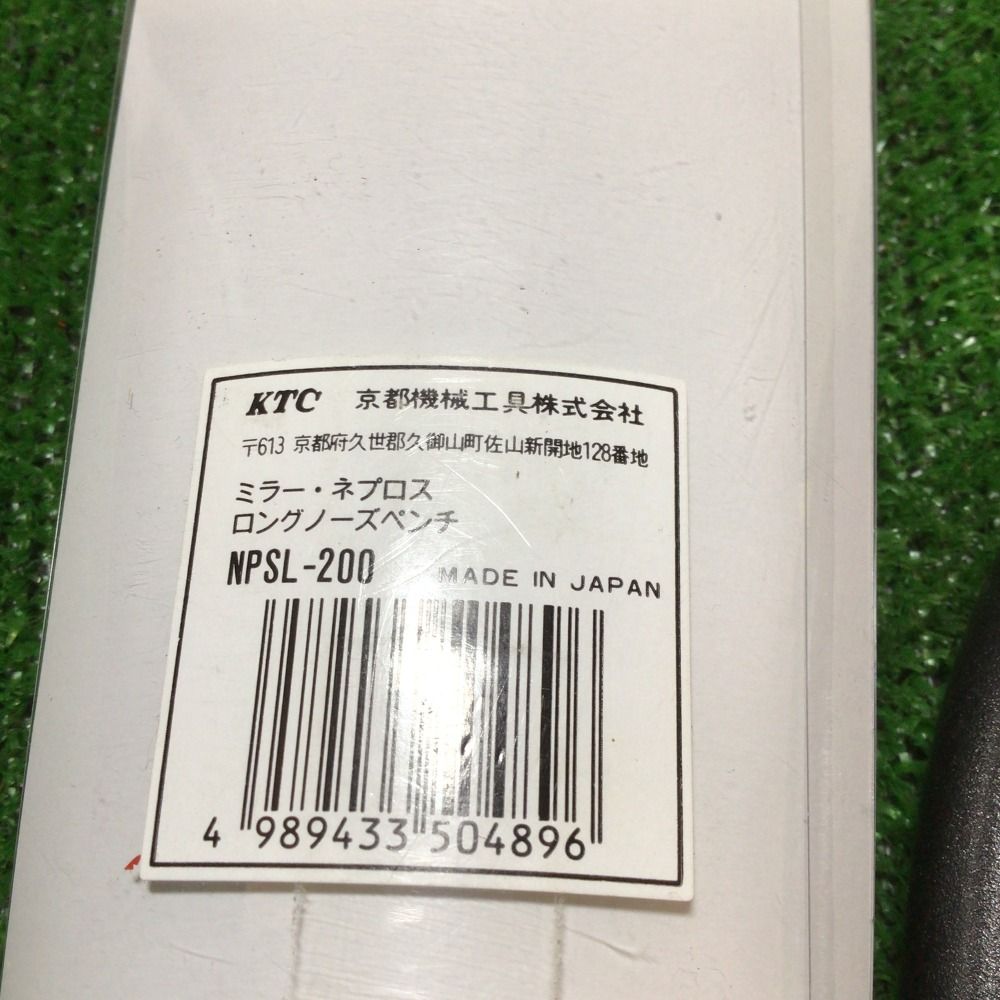 KTC 京都機械工具株式会社
〒613 京都府久世郡久御山町佐山新開地128番地
ミラー・ネプロス
ロングノーズペンチ
NPSL-200 MADE IN JAPAN
4 989433 504896